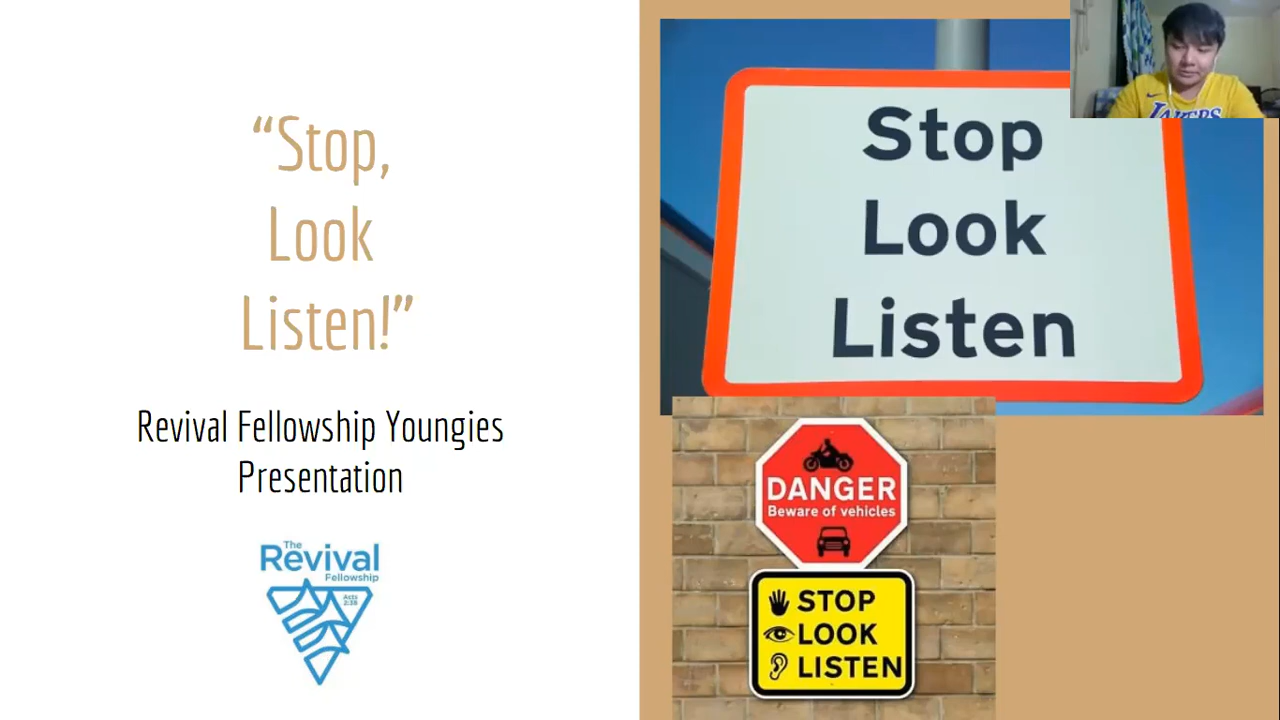 “Stop,
Look
Listen!”
Revival Fellowship Youngies
Presentation
The
Revival
Fellowship
Acts
2:38
Stop
Look
Listen
LAKERS
DANGER
Beware of vehicles
STOP
LOOK
LISTEN